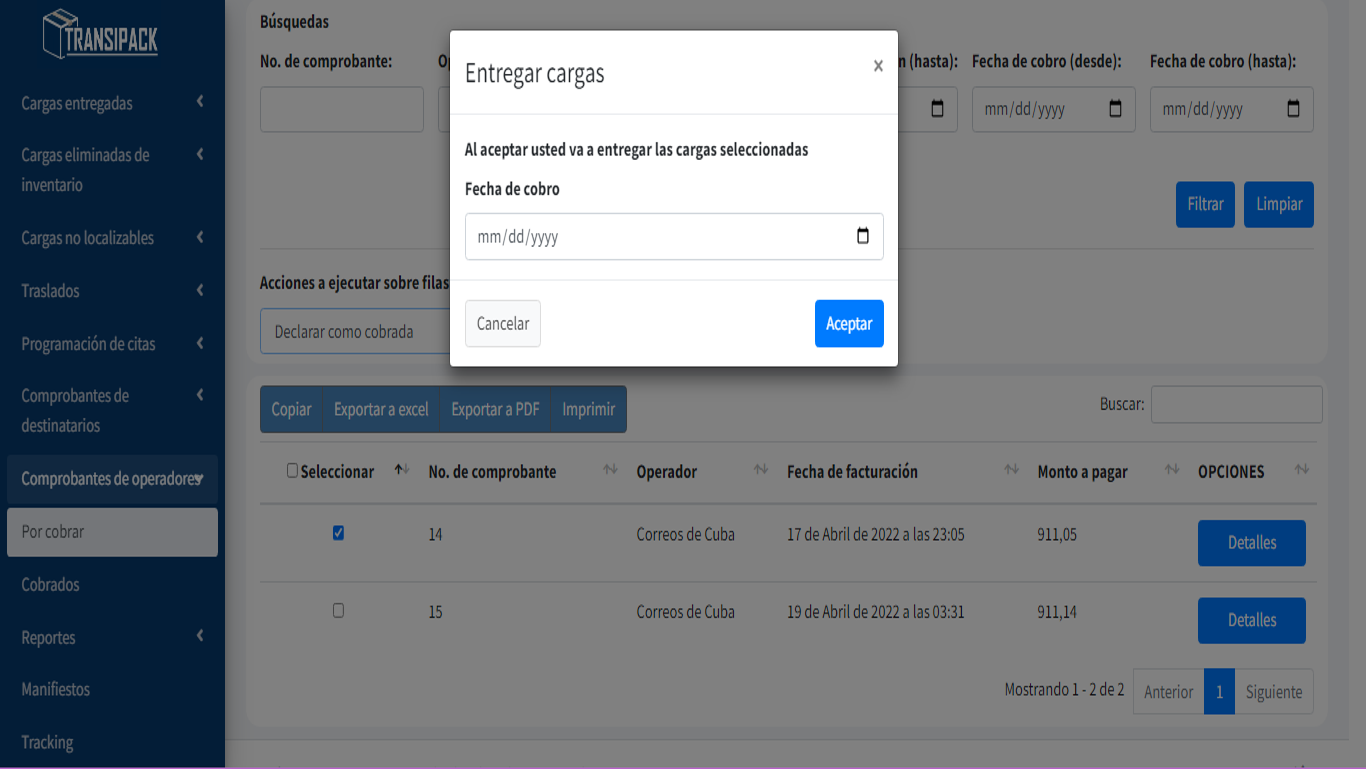 TRANSIPACK
Cargas entregadas
Cargas eliminadas de
inventario
Cargas no localizables
Traslados
Programación de citas
Comprobantes de
destinatarios
Comprobantes de operadores
Por cobrar
Cobrados
Reportes
Manifiestos
Tracking
Búsquedas
No. de comprobante:
(hasta):
Fecha de cobro (desde):
Fecha de cobro (hasta):
mm/dd/yyyy
mm/dd/yyyy
Filtrar
Limpiar
Acciones a ejecutar sobre filas
Declarar como cobrada
Entregar cargas
×
Al aceptar usted va a entregar las cargas seleccionadas
Fecha de cobro
mm/dd/yyyy
Cancelar
Aceptar
Copiar
Exportar a excel
Exportar a PDF
Imprimir
Buscar:
Seleccionar
No. de comprobante
Operador
Fecha de facturación
Monto a pagar
OPCIONES
14
Correos de Cuba
17 de Abril de 2022 a las 23:05
911,05
Detalles
15
Correos de Cuba
19 de Abril de 2022 a las 03:31
911,14
Detalles
Mostrando 1 - 2 de 2
Anterior
1
Siguiente